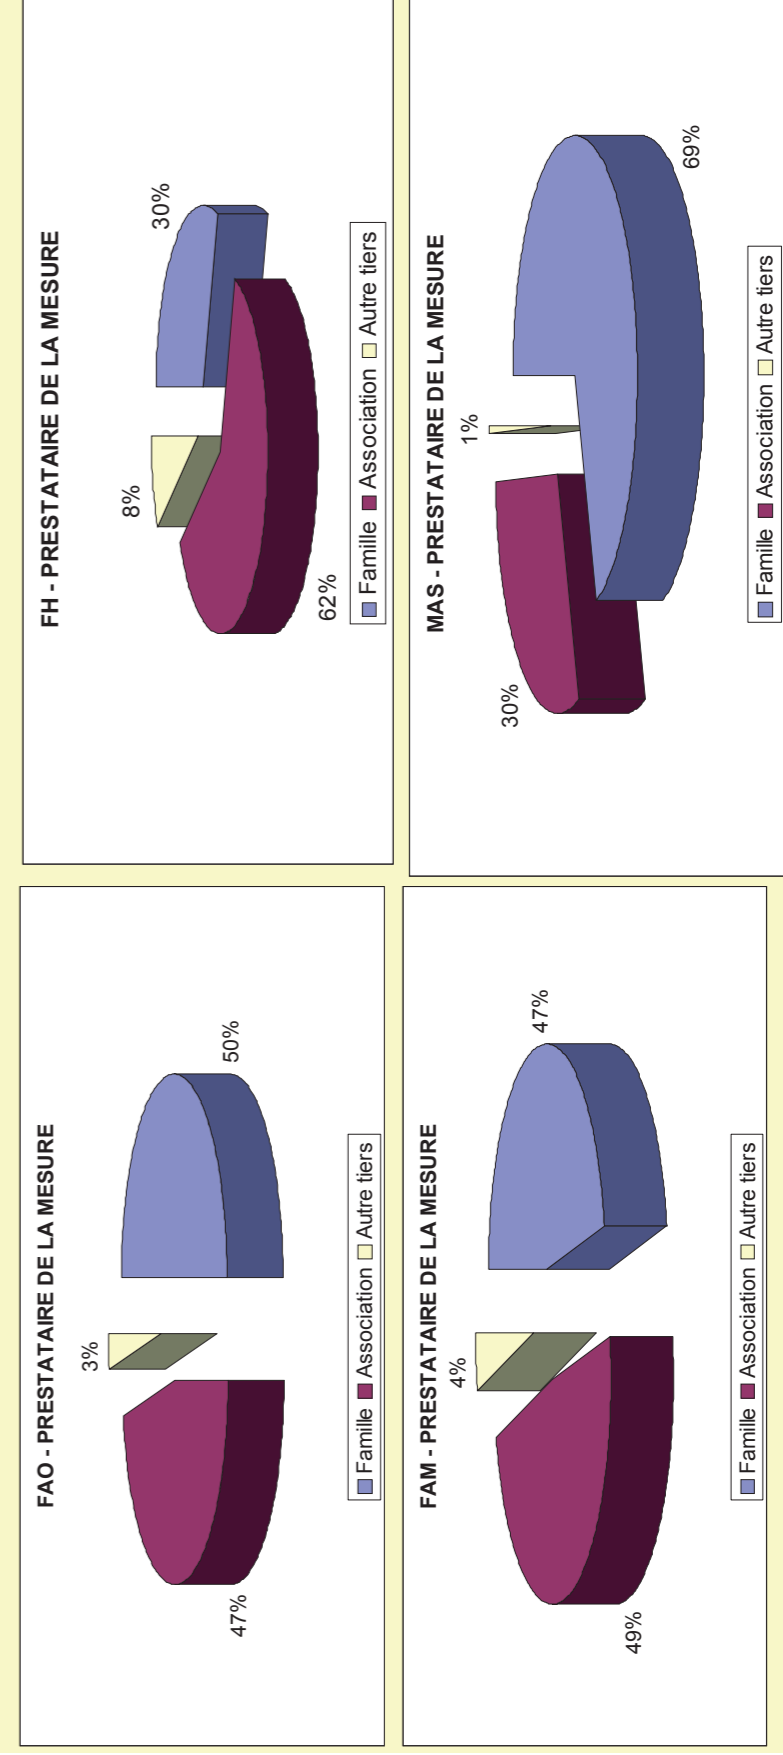 FAO - PRESTATAIRE DE LA MESURE
3%
50%
47%
Famille Association Autre tiers
FH - PRESTATAIRE DE LA MESURE
8%
30%
62%
Famille Association Autre tiers
FAM - PRESTATAIRE DE LA MESURE
4%
47%
49%
Famille Association Autre tiers
MAS - PRESTATAIRE DE LA MESURE
1%
30%
69%
Famille Association Autre tiers